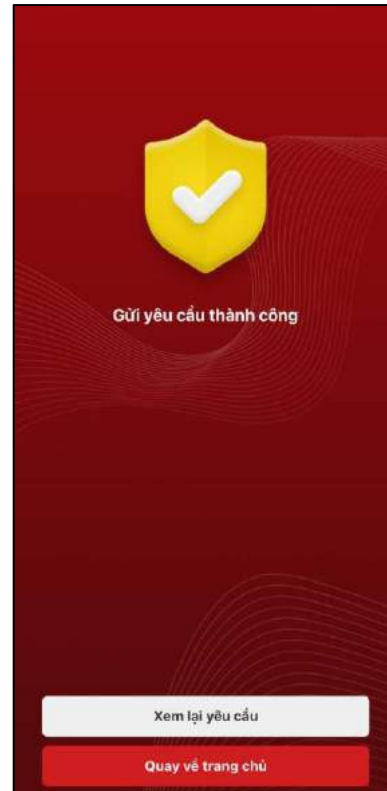 Gửi yêu cầu thành công
Xem lại yêu cầu
Quay về trang chủ